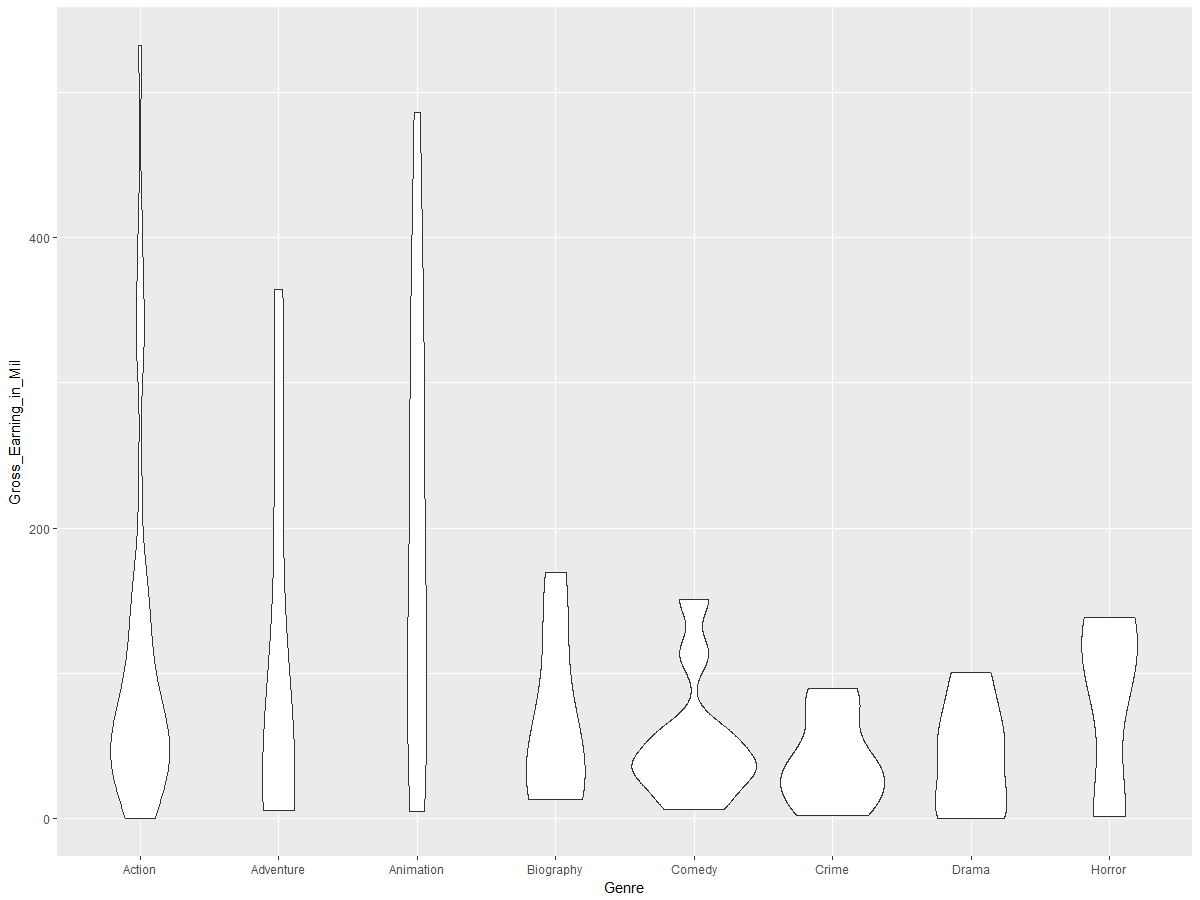 Gross_Earning_in_Mil
400
200
0
Action Adventure Animation Biography Comedy Crime Drama Horror
Genre